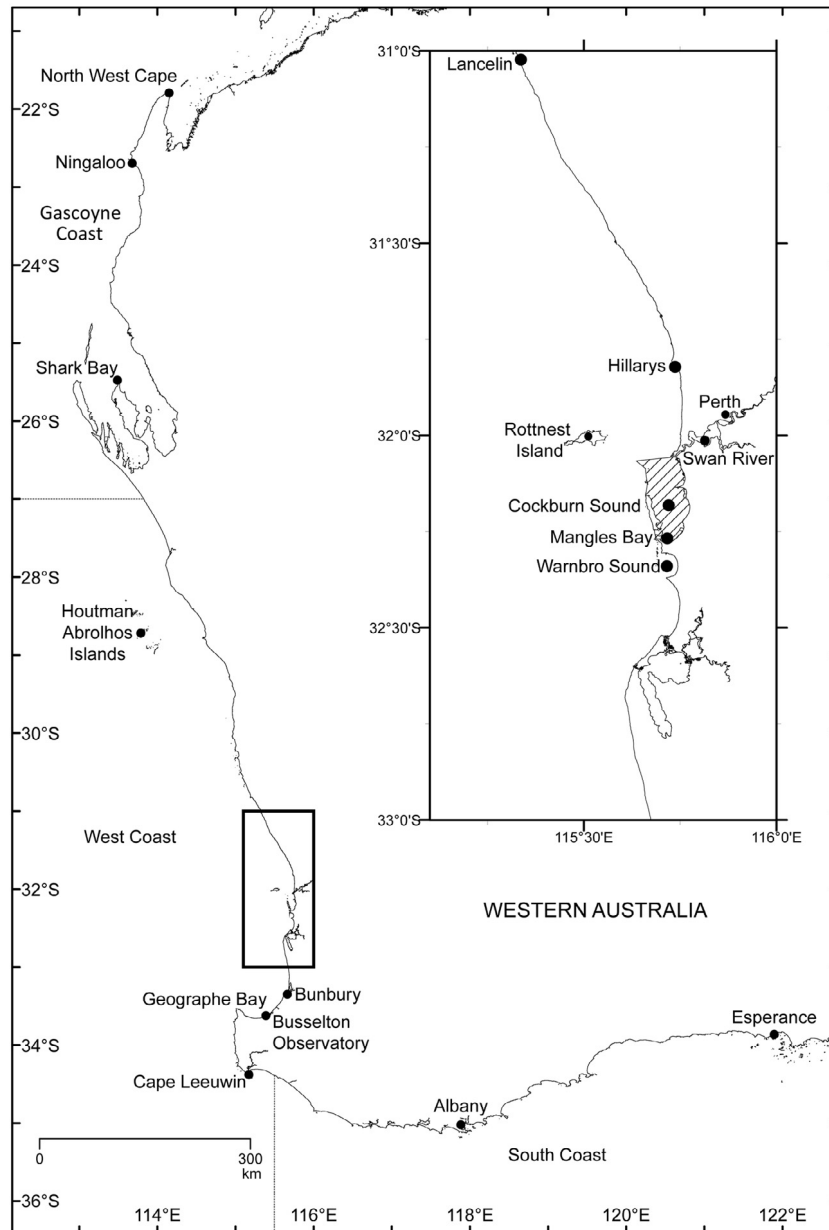 North West Cape
22°S
Ningaloo
Gascoyne
Coast
24°S
Shark Bay
26°S
28°S
Houtman
Abrolhos
Islands
30°S
West Coast
32°S
Geographe Bay
Bunbury
Busselton
Observatory
34°S
Cape Leeuwin
Albany
Esperance
South Coast
WESTERN AUSTRALIA
0
300
km
36°S
114°E
116°E
118°E
120°E
122°E
31°0'S
Lancelin
31°30'S
Hillarys
Perth
32°0'S
Rottnest
Island
Swan River
Cockburn Sound
Mangles Bay
Warnbro Sound
32°30'S
33°0'S
115°30'E
116°0'E